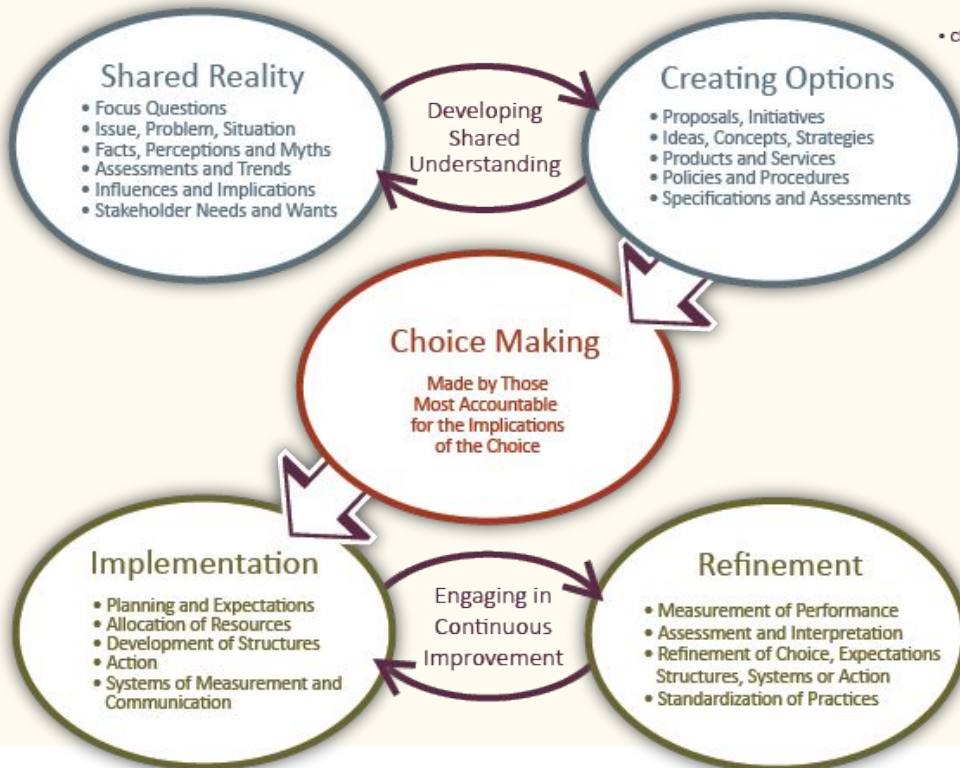 Shared Reality
• Focus Questions
• Issue, Problem, Situation
• Facts, Perceptions and Myths
• Assessments and Trends
• Influences and Implications
• Stakeholder Needs and Wants
Developing
Shared
Understanding
Creating Options
• Proposals, Initiatives
• Ideas, Concepts, Strategies
• Products and Services
• Policies and Procedures
• Specifications and Assessments
Choice Making
Made by Those
Most Accountable
for the Implications
of the Choice
Implementation
• Planning and Expectations
• Allocation of Resources
• Development of Structures
• Action
• Systems of Measurement and
Communication
Engaging in
Continuous
Improvement
Refinement
• Measurement of Performance
• Assessment and Interpretation
• Refinement of Choice, Expectations
Structures, Systems or Action
• Standardization of Practices